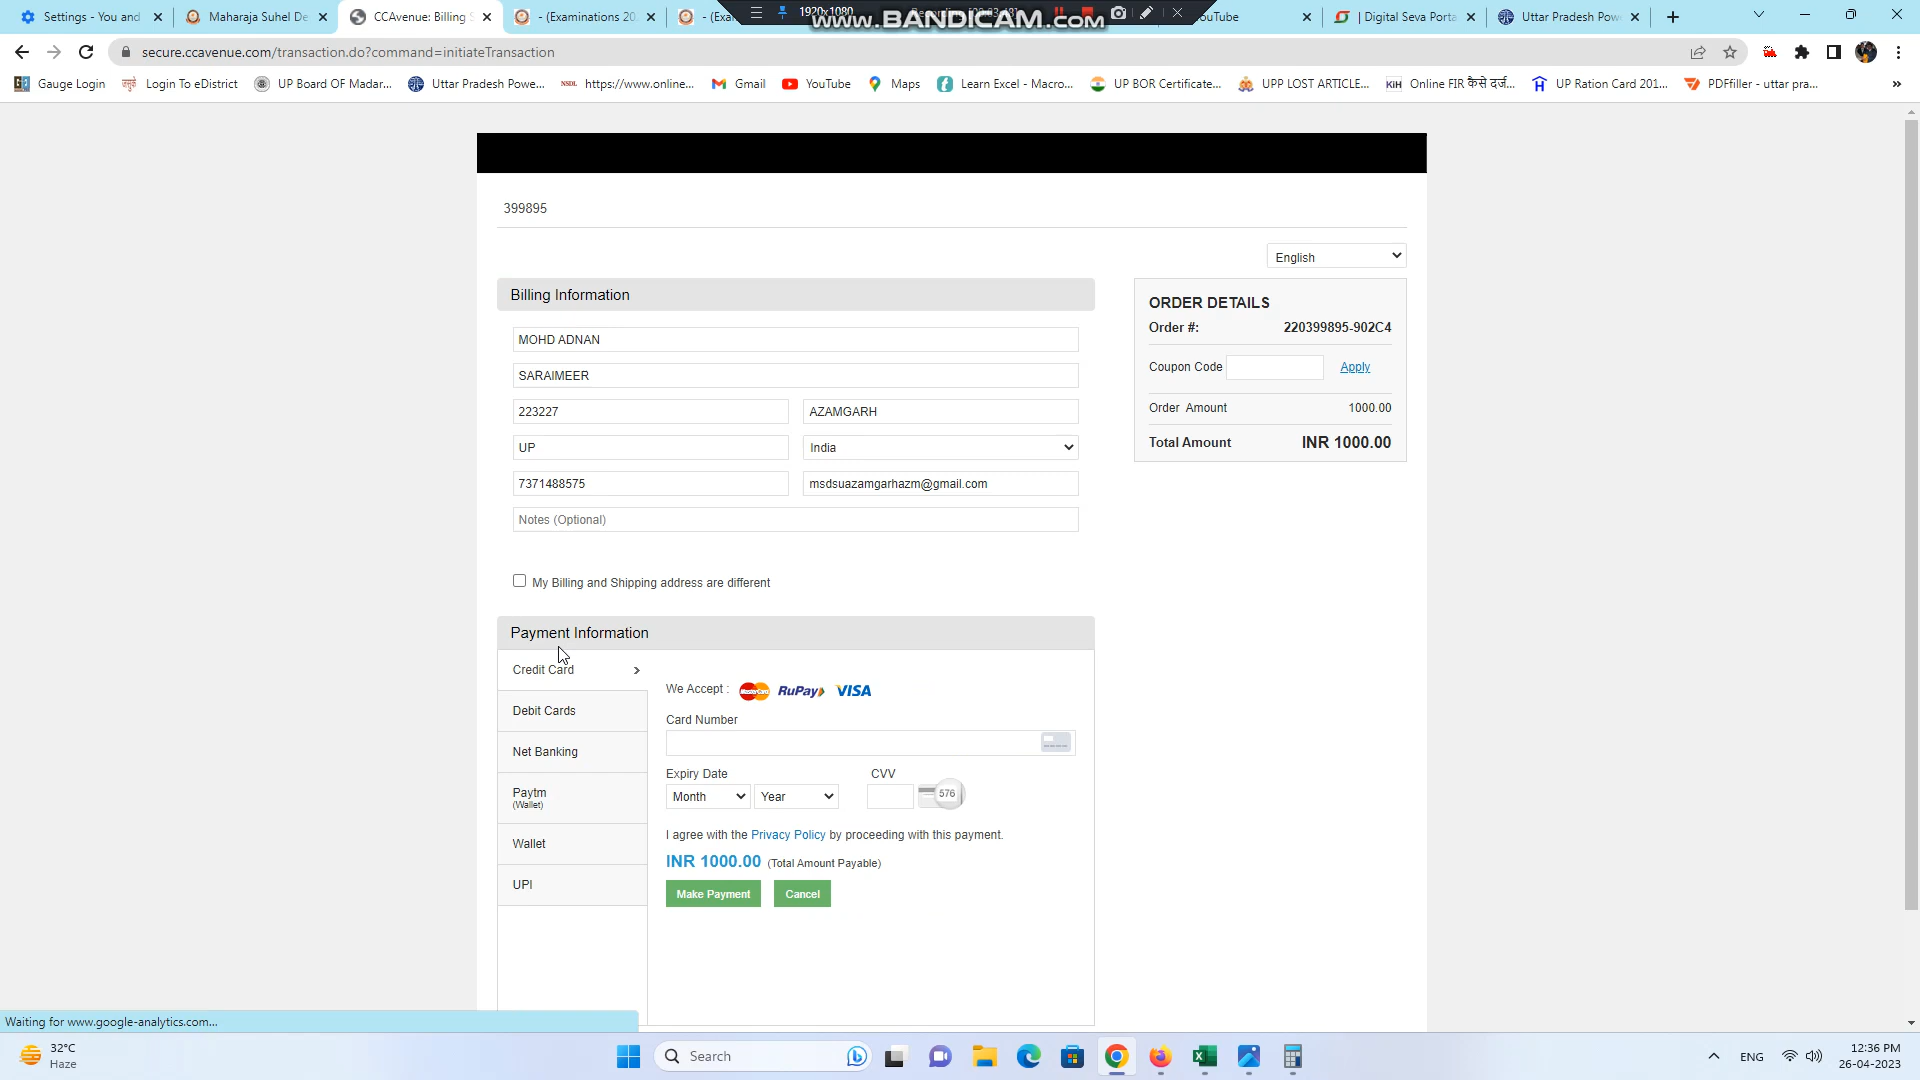 Settings - You and
Maharaja Suhel De
CCAvenue: Billing S
- (Examinations 20
- (Exa
1920x1080
www.BANDICAM.com
YouTube
| Digital Seva Porta
Uttar Pradesh Pow
secure.ccavenue.com/transaction.do?command=initiateTransaction
Gauge Login
Login To eDistrict
UP Board OF Madar...
Uttar Pradesh Powe...
NSDL https://www.online...
Gmail
YouTube
Maps
Learn Excel - Macro...
UP BOR Certificate...
UPP LOST ARTICLE...
KIH Online FIR कैसे दर्ज...
UP Ration Card 201...
PDFfiller - uttar pra...
399895
English
Billing Information
MOHD ADNAN
SARAIMEER
223227 AZAMGARH
UP India
7371488575 msdsuazamgarhazm@gmail.com
Notes (Optional)
My Billing and Shipping address are different
ORDER DETAILS
Order #: 220399895-902C4
Coupon Code Apply
Order Amount 1000.00
Total Amount INR 1000.00
Payment Information
Credit Card
Debit Cards
Net Banking
Paytm
(Wallet)
Wallet
UPI
We Accept : MasterCard RuPay VISA
Card Number
Expiry Date CVV
Month Year 576
I agree with the Privacy Policy by proceeding with this payment.
INR 1000.00 (Total Amount Payable)
Make Payment Cancel
Waiting for www.google-analytics.com...
32°C
Haze
Search
ENG
12:36 PM
26-04-2023